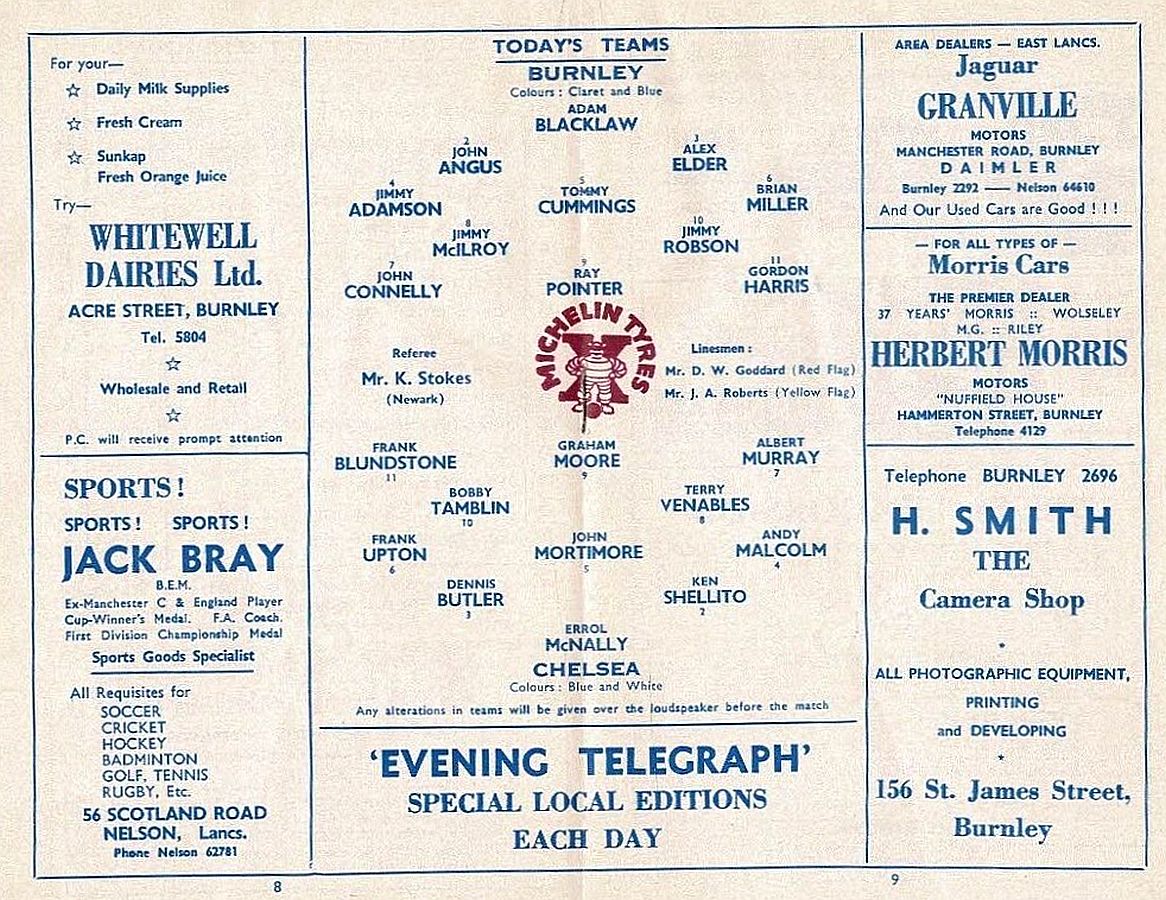 For your—
☆ Daily Milk Supplies
☆ Fresh Cream
☆ Sunkap
Fresh Orange Juice
Try—
WHITEWELL
DAIRIES Ltd.
ACRE STREET, BURNLEY
Tel. 5804
☆
Wholesale and Retail
☆
P.C. will receive prompt attention
SPORTS!
SPORTS! SPORTS!
JACK BRAY
B.E.M.
Ex-Manchester C & England Player
Cup-Winner's Medal. F.A. Coach.
First Division Championship Medal
Sports Goods Specialist
All Requisites for
SOCCER
CRICKET
HOCKEY
BADMINTON
GOLF, TENNIS
RUGBY, Etc.
56 SCOTLAND ROAD
NELSON, Lancs.
Phone Nelson 62781
8
TODAY'S TEAMS
BURNLEY
Colours : Claret and Blue
ADAM
BLACKLAW
2 3
JOHN ALEX
ANGUS ELDER
4 5 6
JIMMY TOMMY BRIAN
ADAMSON CUMMINGS MILLER
8 10
JIMMY JIMMY
McILROY ROBSON
7 9 11
JOHN RAY GORDON
CONNELLY POINTER HARRIS
MICHELIN TYRES
X
Referee
Mr. K. Stokes
(Newark)
Linesmen :
Mr. D. W. Goddard (Red Flag)
Mr. J. A. Roberts (Yellow Flag)
FRANK GRAHAM ALBERT
BLUNDSTONE MOORE MURRAY
11 9 7
BOBBY TERRY
TAMBLIN VENABLES
10 8
FRANK JOHN ANDY
UPTON MORTIMORE MALCOLM
6 5 4
DENNIS KEN
BUTLER SHELLITO
3 2
ERROL
McNALLY
CHELSEA
Colours : Blue and White
Any alterations in teams will be given over the loudspeaker before the match
'EVENING TELEGRAPH'
SPECIAL LOCAL EDITIONS
EACH DAY
AREA DEALERS — EAST LANCS.
Jaguar
GRANVILLE
MOTORS
MANCHESTER ROAD, BURNLEY
DAIMLER
Burnley 2292 —— Nelson 64610
And Our Used Cars are Good ! ! !
— FOR ALL TYPES OF —
Morris Cars
THE PREMIER DEALER
37 YEARS' MORRIS :: WOLSELEY
M.G. :: RILEY
HERBERT MORRIS
MOTORS
"NUFFIELD HOUSE"
HAMMERTON STREET, BURNLEY
Telephone 4129
Telephone BURNLEY 2696
H. SMITH
THE
Camera Shop
*
ALL PHOTOGRAPHIC EQUIPMENT,
PRINTING
and DEVELOPING
*
156 St. James Street,
Burnley
9